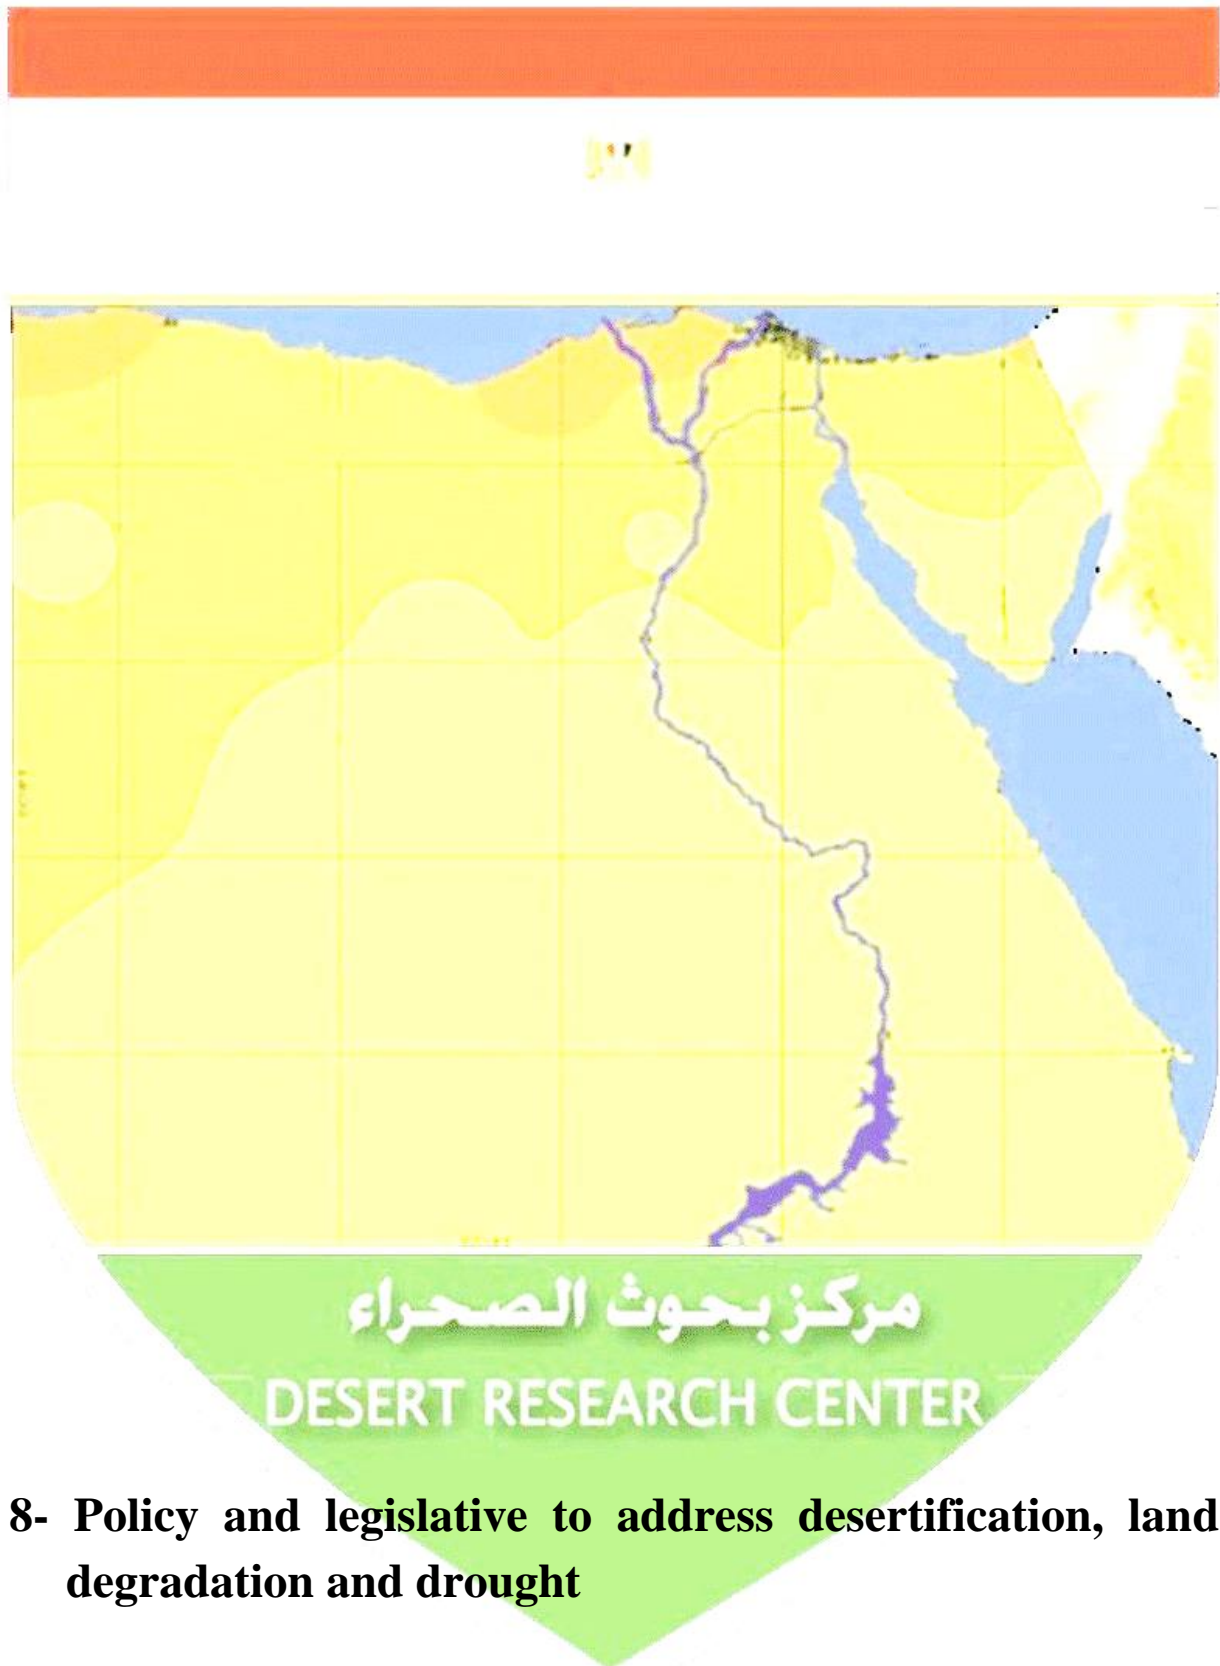 مركز بحوث الصحراء
DESERT RESEARCH CENTER
8- Policy and legislative to address desertification, land
degradation and drought